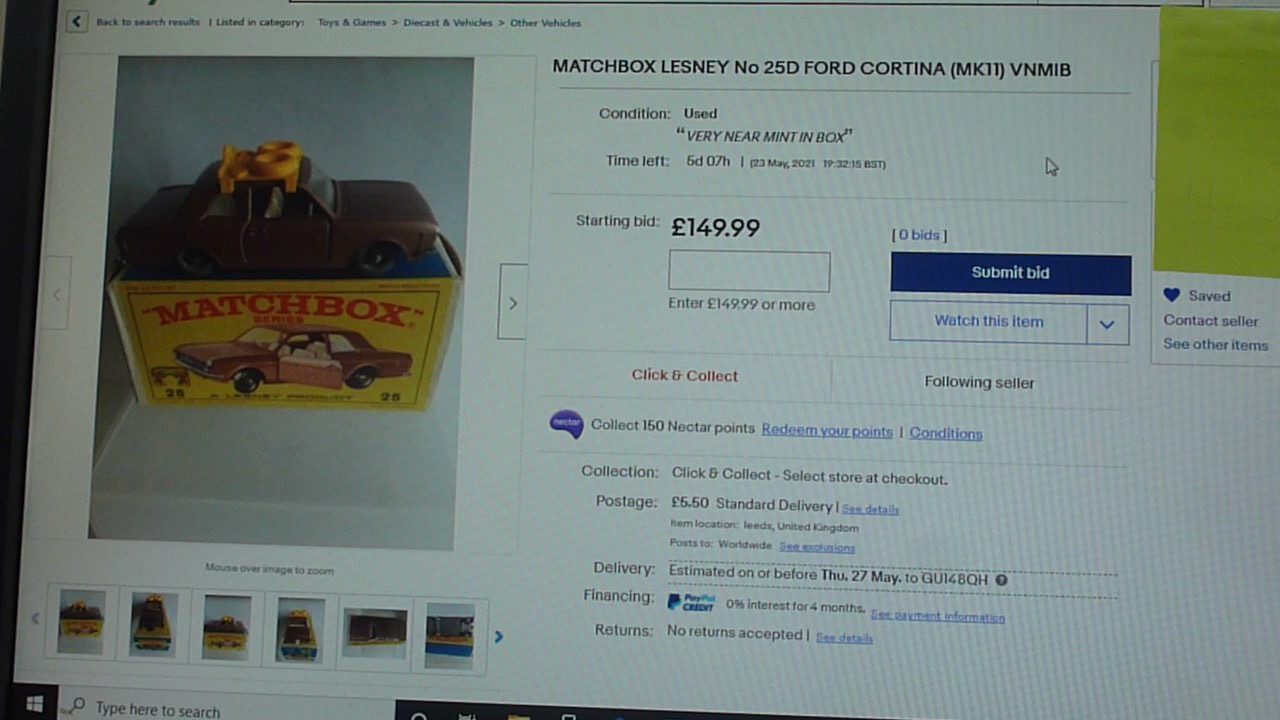 Back to search results | Listed in category: Toys & Games > Diecast & Vehicles > Other Vehicles
MATCHBOX LESNEY No 25D FORD CORTINA (MK11) VNMIB
Condition: Used
“VERY NEAR MINT IN BOX”
Time left: 5d 07h | (23 May, 2021 19:32:15 BST)
Starting bid: £149.99
[ 0 bids ]
Submit bid
Enter £149.99 or more
Watch this item
Click & Collect
Following seller
nectar Collect 150 Nectar points Redeem your points | Conditions
Collection: Click & Collect - Select store at checkout.
Postage: £5.50 Standard Delivery | See details
Item location: leeds, United Kingdom
Posts to: Worldwide See exclusions
Delivery: Estimated on or before Thu, 27 May. to GU148QH
Financing: PayPal CREDIT 0% interest for 4 months. See payment information
Returns: No returns accepted | See details
Saved
Contact seller
See other items
"MATCHBOX"
SERIES
25 A LESNEY PRODUCT 25
Mouse over image to zoom
Type here to search